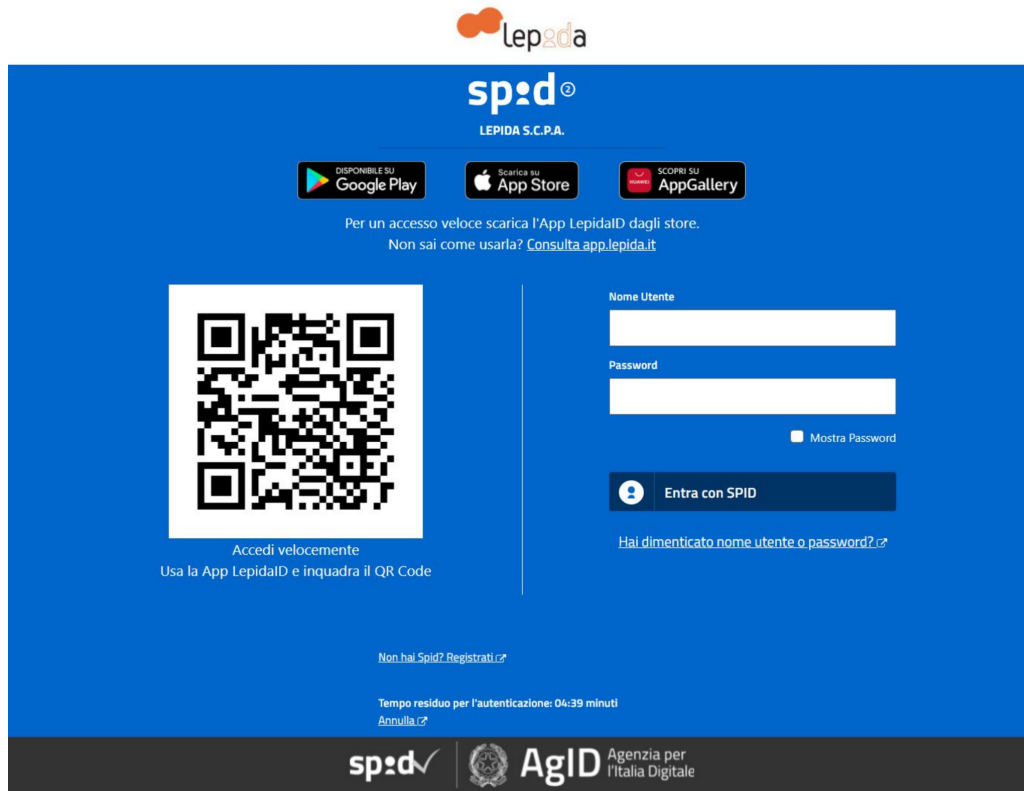 lepida
spid 2
LEPIDA S.C.P.A.
DISPONIBILE SU
Google Play
Scarica su
App Store
HUAWEI
SCOPRI SU
AppGallery
Per un accesso veloce scarica l'App LepidaID dagli store.
Non sai come usarla? Consulta app.lepida.it
Nome Utente
Password
Mostra Password
Entra con SPID
Hai dimenticato nome utente o password?
Accedi velocemente
Usa la App LepidaID e inquadra il QR Code
Non hai Spid? Registrati
Tempo residuo per l'autenticazione: 04:39 minuti
Annulla
spid
AgID
Agenzia per
l'Italia Digitale